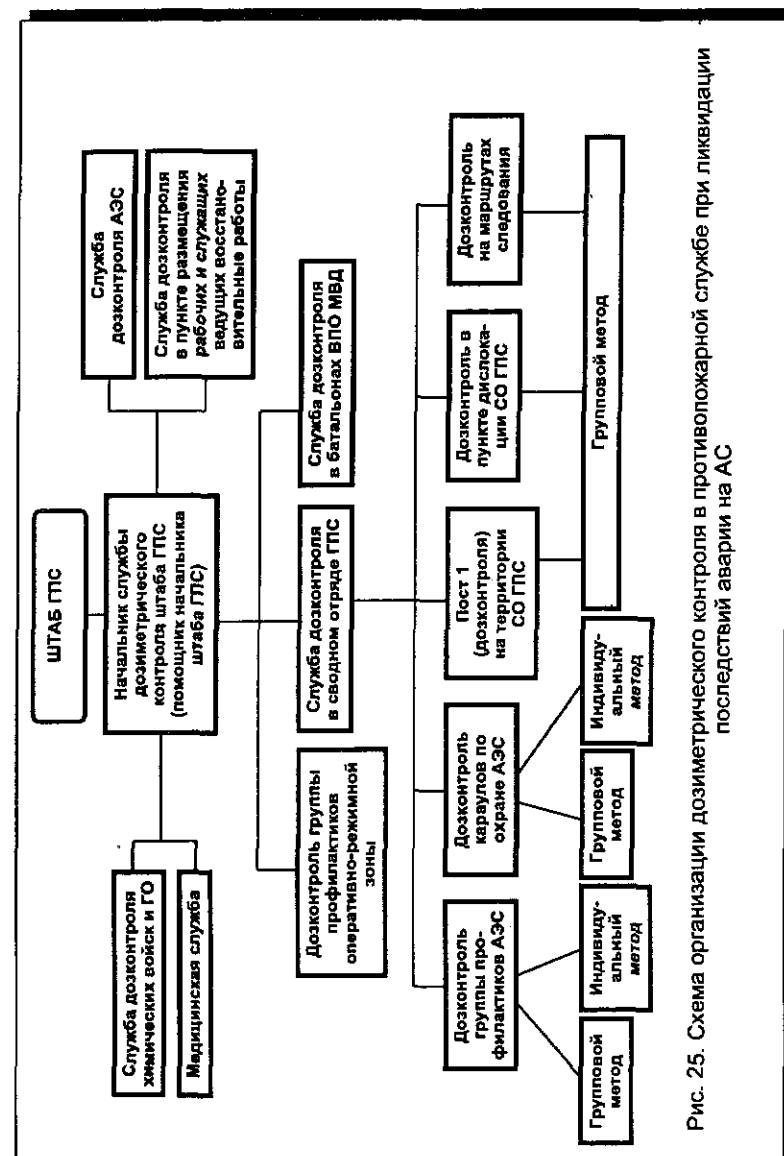 ШТАБ ГПС
Служба дозконтроля
химических войск и ГО
Медицинская служба
Начальник службы
дозиметрического
контроля штаба ГПС
(помощник начальника
штаба ГПС)
Служба
дозконтроля АЭС
Служба дозконтроля
в пункте размещения
рабочих и служащих
ведущих восстано-
вительные работы
Дозконтроль группы
профилактиков
оперативно-режимной
зоны
Служба дозконтроля
в сводном отряде ГПС
Служба дозконтроля
в батальонах ВПО МВД
Дозконтроль
группы про-
филактиков АЭС
Дозконтроль
караулов по
охране АЭС
Пост 1
(дозконтроля)
на территории
СО ГПС
Дозконтроль в
пункте дислока-
ции СО ГПС
Дозконтроль
на маршрутах
следования
Групповой
метод
Индивиду-
альный
метод
Групповой
метод
Индивиду-
альный
метод
Групповой метод
Рис. 25. Схема организации дозиметрического контроля в противопожарной службе при ликвидации
последствий аварии на АС